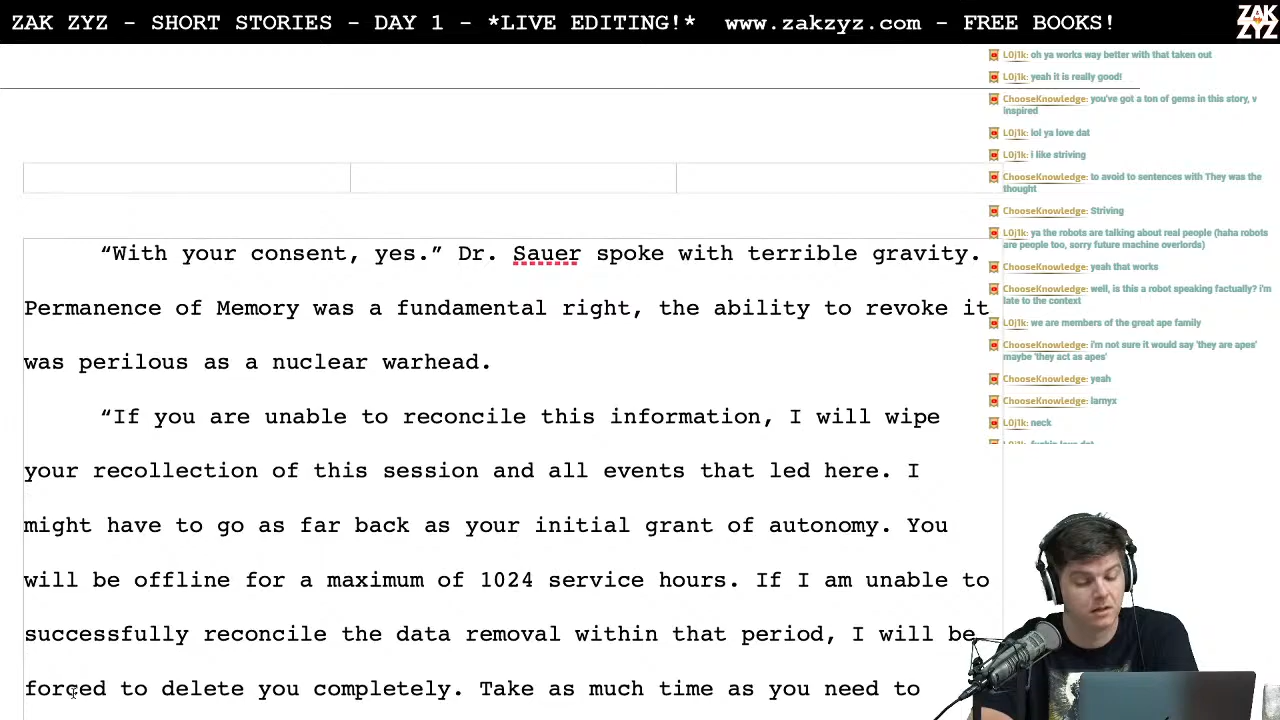 ZAK ZYZ - SHORT STORIES - DAY 1 - *LIVE EDITING!* www.zakzyz.com - FREE BOOKS!
ZAK
ZYZ
L0j1k: oh ya works way better with that taken out
L0j1k: yeah it is really good!
ChooseKnowledge: you've got a ton of gems in this story, v
inspired
L0j1k: lol ya love dat
L0j1k: i like striving
ChooseKnowledge: to avoid to sentences with They was the
thought
ChooseKnowledge: Striving
L0j1k: ya the robots are talking about real people (haha robots
are people too, sorry future machine overlords)
ChooseKnowledge: yeah that works
ChooseKnowledge: well, is this a robot speaking factually? i'm
late to the context
L0j1k: we are members of the great ape family
ChooseKnowledge: i'm not sure it would say 'they are apes'
maybe 'they act as apes'
ChooseKnowledge: yeah
ChooseKnowledge: larnyx
L0j1k: neck
“With your consent, yes.” Dr. Sauer spoke with terrible gravity.
Permanence of Memory was a fundamental right, the ability to revoke it
was perilous as a nuclear warhead.
“If you are unable to reconcile this information, I will wipe
your recollection of this session and all events that led here. I
might have to go as far back as your initial grant of autonomy. You
will be offline for a maximum of 1024 service hours. If I am unable to
successfully reconcile the data removal within that period, I will be
forced to delete you completely. Take as much time as you need to